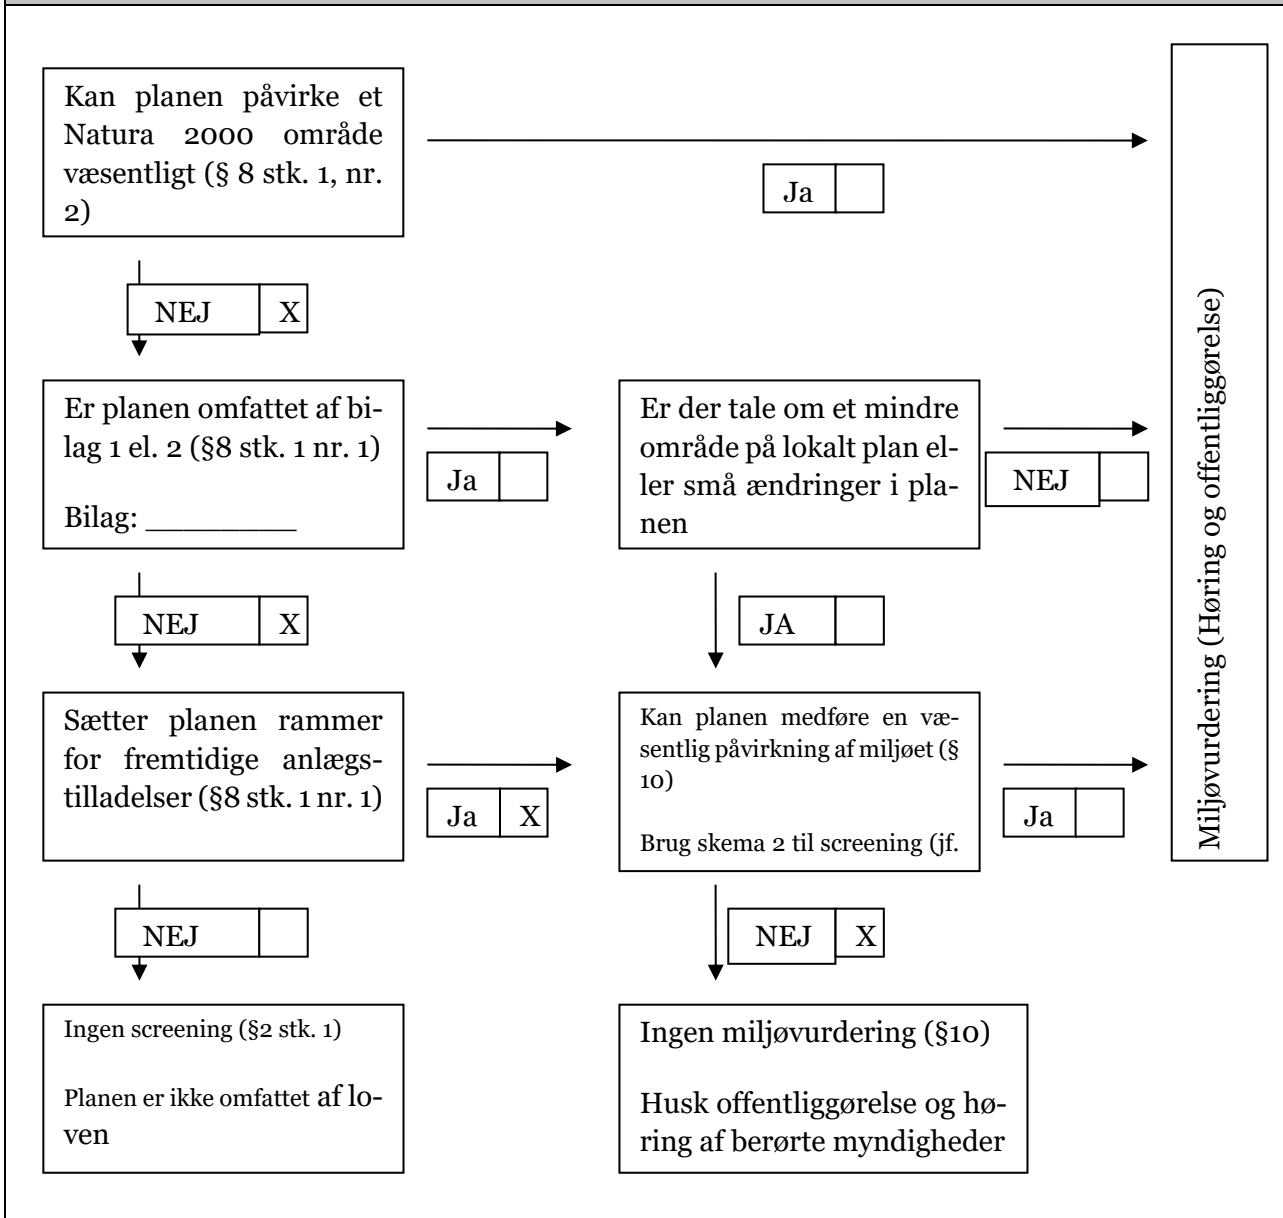 Kan planen påvirke et
Natura 2000 område
væsentligt (§ 8 stk. 1, nr.
2)
Ja
NEJ X
Er planen omfattet af bi-
lag 1 el. 2 (§8 stk. 1 nr. 1)
Bilag: ________
Ja
Er der tale om et mindre
område på lokalt plan el-
ler små ændringer i pla-
nen
NEJ
NEJ X
JA
Sætter planen rammer
for fremtidige anlægs-
tilladelser (§8 stk. 1 nr. 1)
Ja X
Kan planen medføre en væ-
sentlig påvirkning af miljøet (§
10)
Brug skema 2 til screening (jf.
Ja
NEJ
NEJ X
Ingen screening (§2 stk. 1)
Planen er ikke omfattet af lo-
ven
Ingen miljøvurdering (§10)
Husk offentliggørelse og hø-
ring af berørte myndigheder
Miljøvurdering (Høring og offentliggørelse)